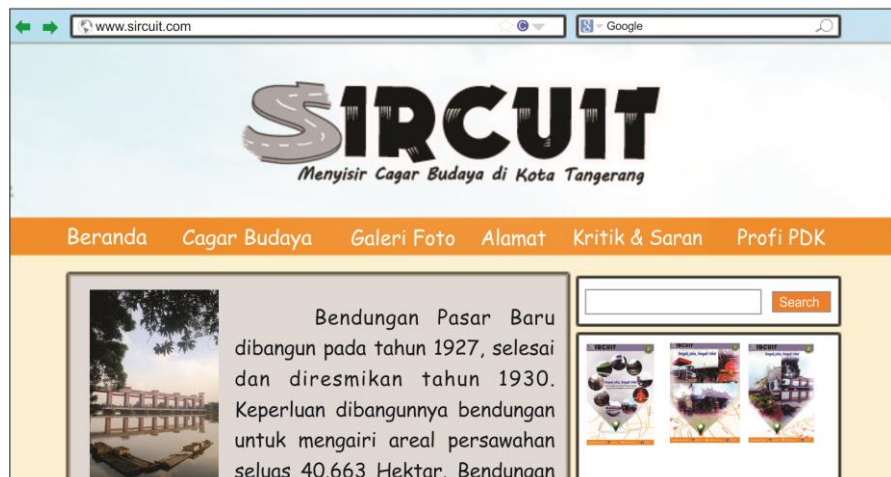 www.sircuit.com
Google
SIRCUIT
Menyisir Cagar Budaya di Kota Tangerang
Beranda Cagar Budaya Galeri Foto Alamat Kritik & Saran Profi PDK
Search
Bendungan Pasar Baru
dibangun pada tahun 1927, selesai
dan diresmikan tahun 1930.
Keperluan dibangunnya bendungan
untuk mengairi areal persawahan
seluas 40.663 Hektar. Bendungan
SIRCUIT
SIRCUIT
SIRCUIT